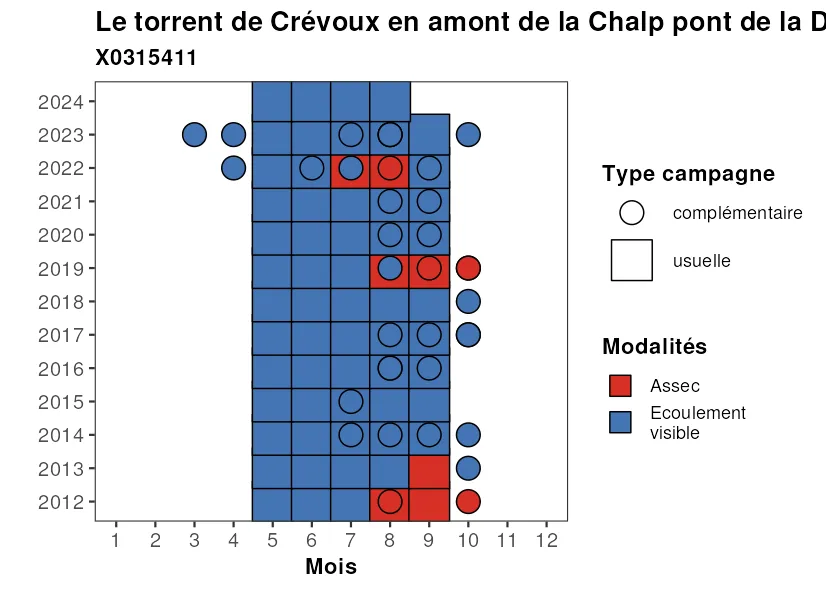 Le torrent de Crévoux en amont de la Chalp pont de la D
X0315411
2024
2023
2022
2021
2020
2019
2018
2017
2016
2015
2014
2013
2012
1 2 3 4 5 6 7 8 9 10 11 12
Mois
Type campagne
complémentaire
usuelle
Modalités
Assec
Ecoulement
visible